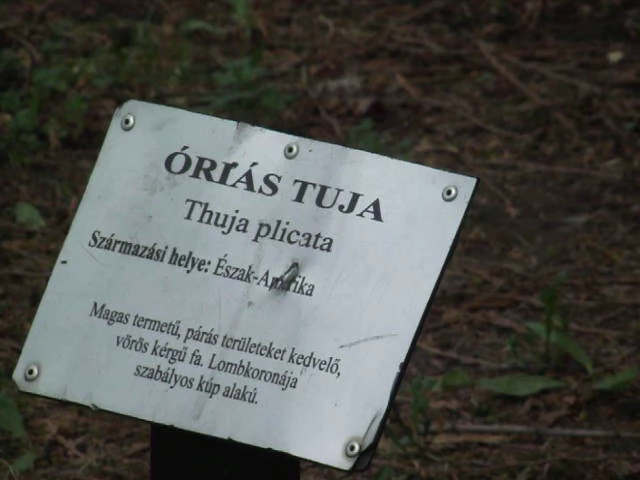 ÓRIÁS TUJA
Thuja plicata
Származási helye: Észak-Amerika
Magas termetű, párás területeket kedvelő,
vörös kérgű fa. Lombkoronája
szabályos kúp alakú.